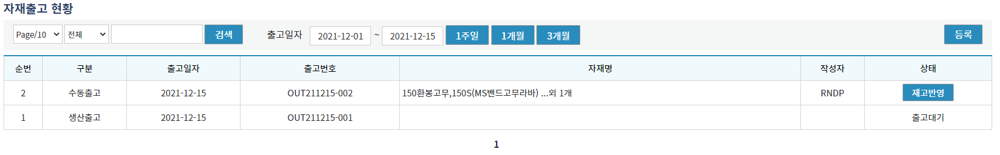 자재출고 현황
Page/10 전체 검색 출고일자 2021-12-01 ~ 2021-12-15 1주일 1개월 3개월 등록
순번 구분 출고일자 출고번호 자재명 작성자 상태
2 수동출고 2021-12-15 OUT211215-002 150환봉고무,150S(MS밴드고무라바) ...외 1개 RNDP 재고반영
1 생산출고 2021-12-15 OUT211215-001 출고대기
1